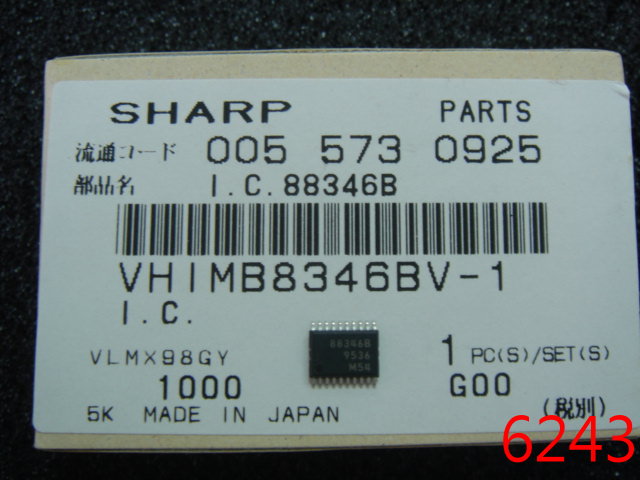 SHARP PARTS
流通コード 005 573 0925
部品名 I.C.88346B
VHIMB8346BV-1
I.C.
88346B
9536
M54
VLMX98GY 1 PC(S)/SET(S)
1000 G00
5K MADE IN JAPAN (税別)
6243